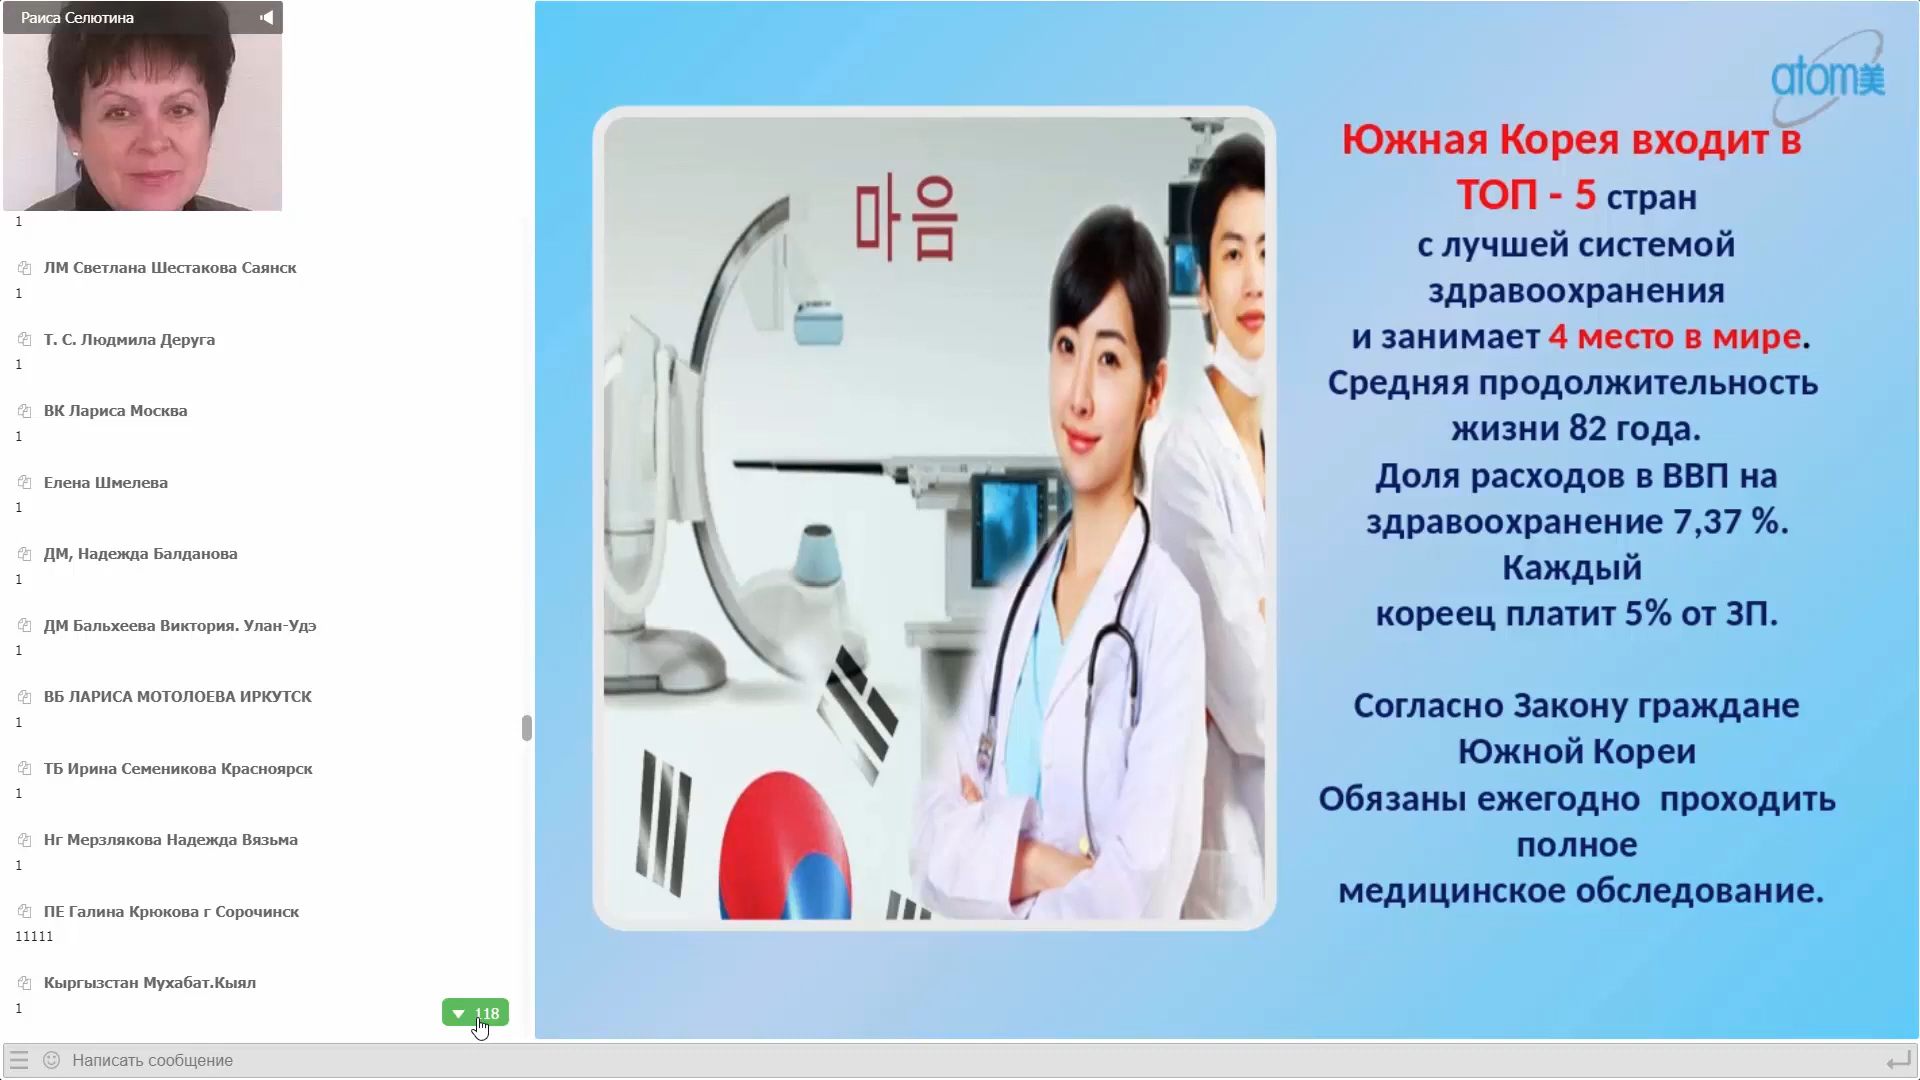 Раиса Селютина
1
ЛМ Светлана Шестакова Саянск
1
Т. С. Людмила Деруга
1
ВК Лариса Москва
1
Елена Шмелева
1
ДМ, Надежда Балданова
1
ДМ Бальхеева Виктория. Улан-Удэ
1
ВБ ЛАРИСА МОТОЛОЕВА ИРКУТСК
1
ТБ Ирина Семеникова Красноярск
1
Нг Мерзлякова Надежда Вязьма
1
ПЕ Галина Крюкова г Сорочинск
11111
Кыргызстан Мухабат.Кыял
1
118
Написать сообщение
마음
atom美
Южная Корея входит в
ТОП - 5 стран
с лучшей системой
здравоохранения
и занимает 4 место в мире.
Средняя продолжительность
жизни 82 года.
Доля расходов в ВВП на
здравоохранение 7,37 %.
Каждый
кореец платит 5% от ЗП.
Согласно Закону граждане
Южной Кореи
Обязаны ежегодно  проходить
полное
медицинское обследование.